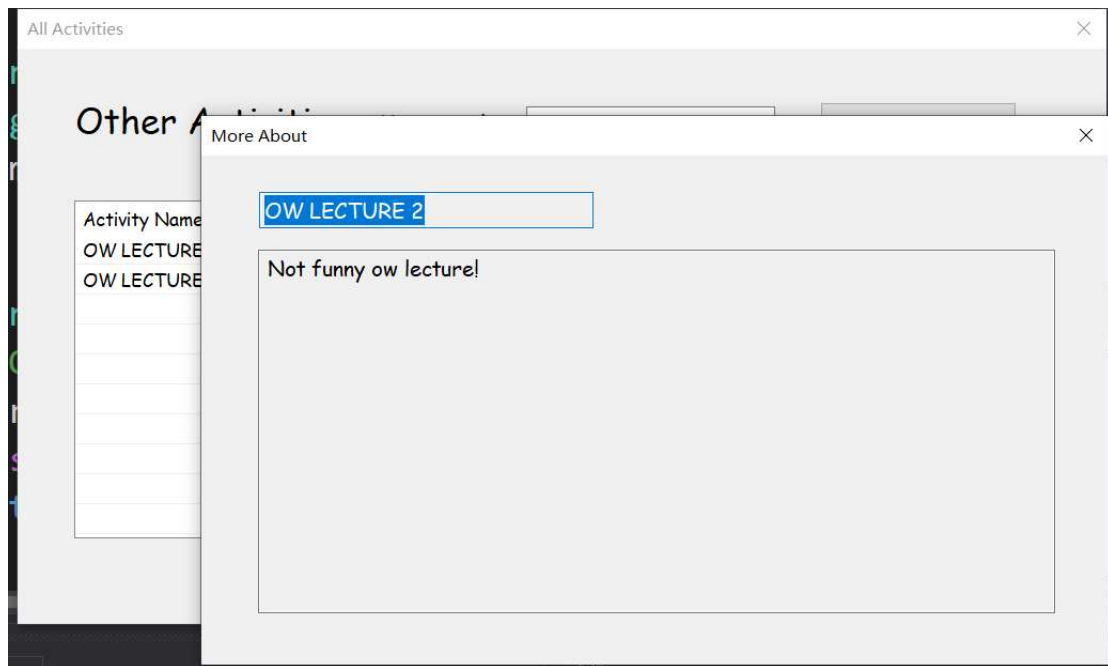 All Activities
Other
More About
OW LECTURE 2
Activity Name
OW LECTURE
Not funny ow lecture!
OW LECTURE